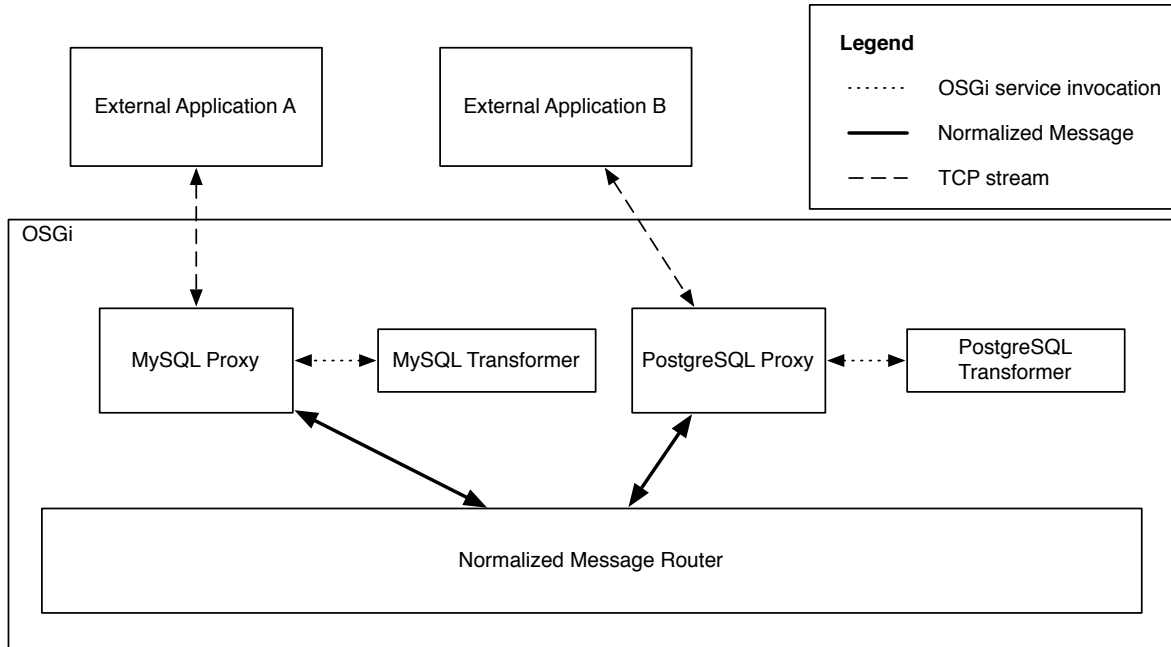 External Application A
External Application B
Legend
OSGi service invocation
Normalized Message
TCP stream
OSGi
MySQL Proxy
MySQL Transformer
PostgreSQL Proxy
PostgreSQL
Transformer
Normalized Message Router